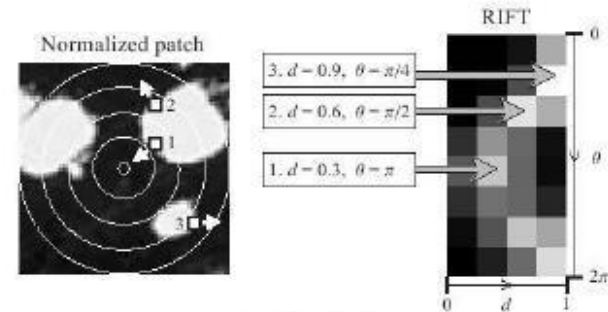 Normalized patch
2
1
3
3. d = 0.9, θ = π/4
2. d = 0.6, θ = π/2
1. d = 0.3, θ = π
RIFT
0
θ
2π
0
d
1